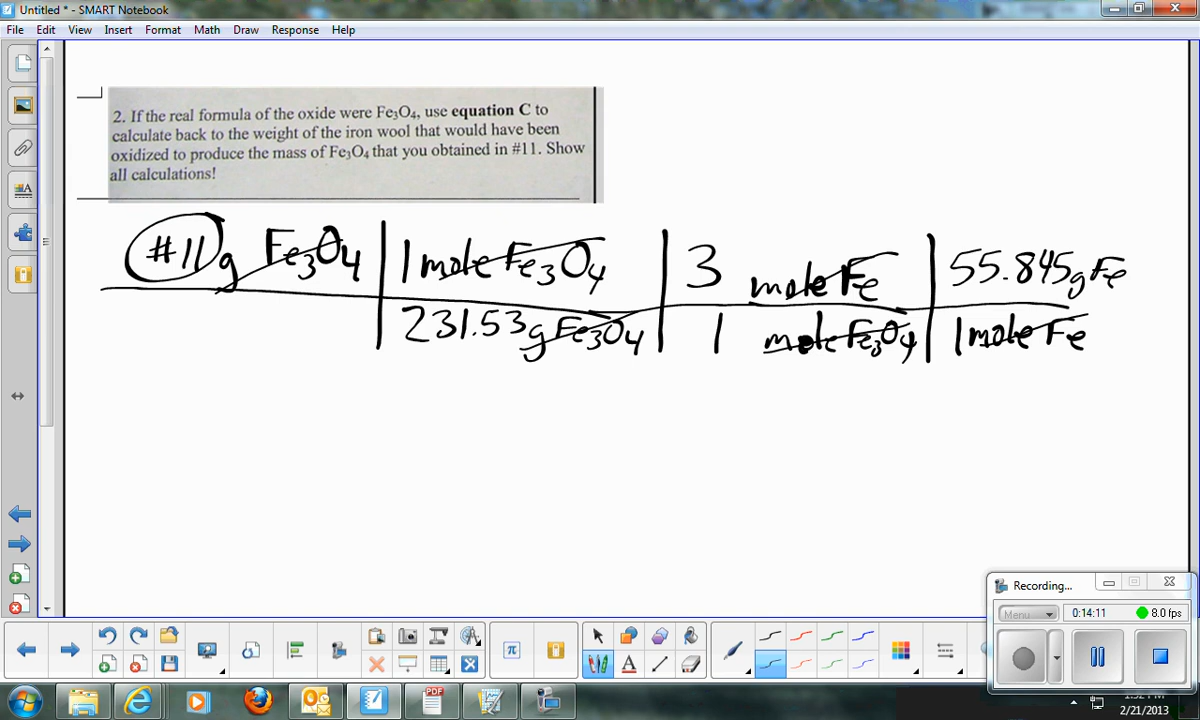 Untitled * - SMART Notebook
File Edit View Insert Format Math Draw Response Help
2. If the real formula of the oxide were Fe₃O₄, use equation C to
calculate back to the weight of the iron wool that would have been
oxidized to produce the mass of Fe₃O₄ that you obtained in #11. Show
all calculations!
#11 g Fe₃O₄ | 1 mole Fe₃O₄ | 3 mole Fe | 55.845 g Fe
231.53 g Fe₃O₄ | 1 mole Fe₃O₄ | 1 mole Fe
Recording...
Menu 0:14:11 8.0 fps
1:52 PM
2/21/2013